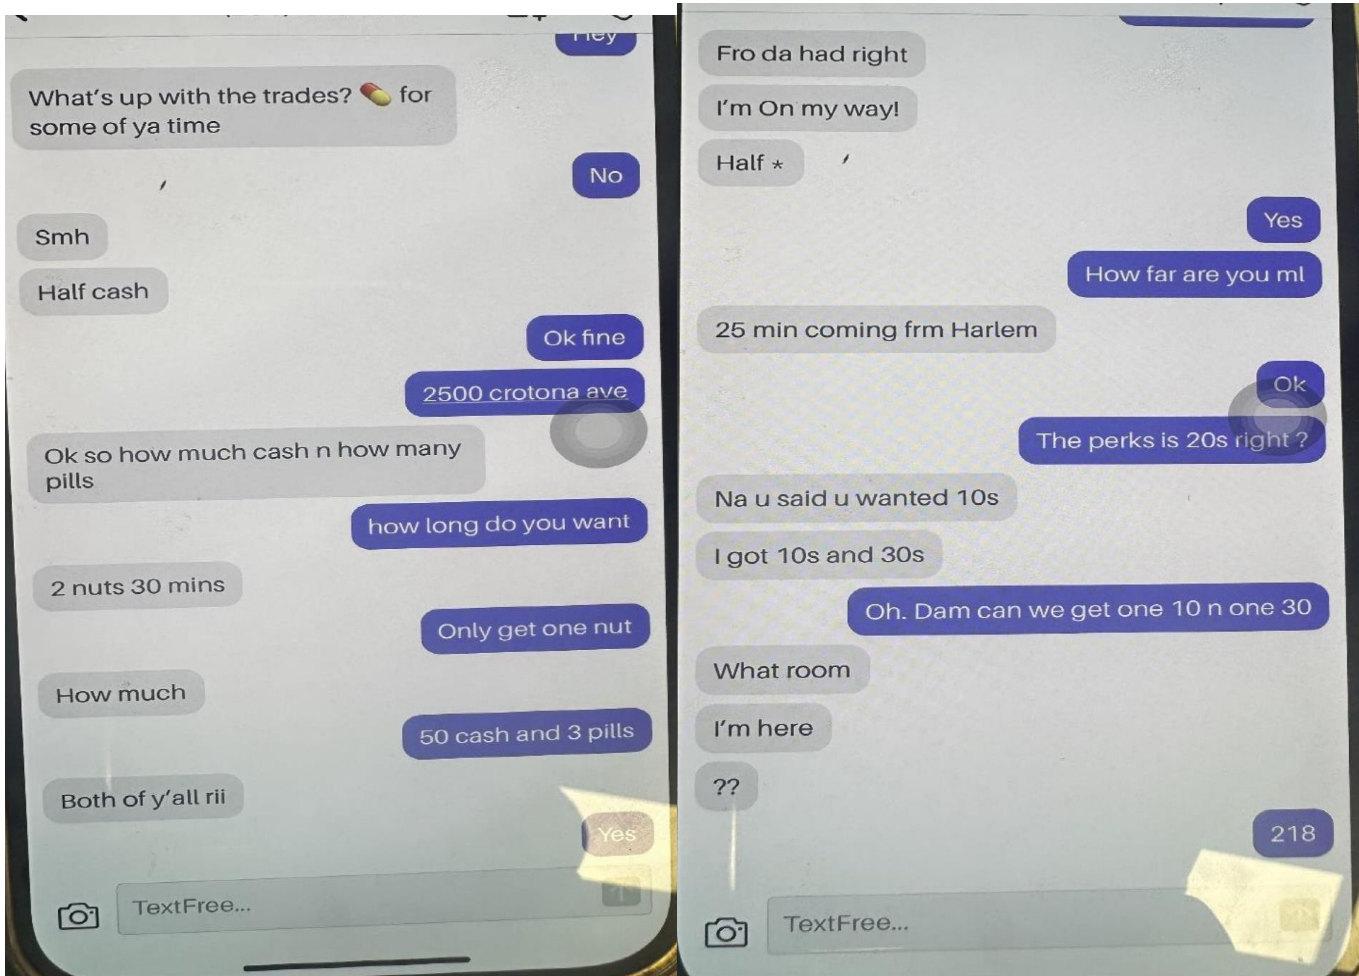 Hey
What's up with the trades? 💊 for
some of ya time
No
Smh
Half cash
Ok fine
2500 crotona ave
Ok so how much cash n how many
pills
how long do you want
2 nuts 30 mins
Only get one nut
How much
50 cash and 3 pills
Both of y'all rii
Yes
TextFree...
Fro da had right
I'm On my way!
Half *
Yes
How far are you ml
25 min coming frm Harlem
Ok
The perks is 20s right ?
Na u said u wanted 10s
I got 10s and 30s
Oh. Dam can we get one 10 n one 30
What room
I'm here
??
218
TextFree...